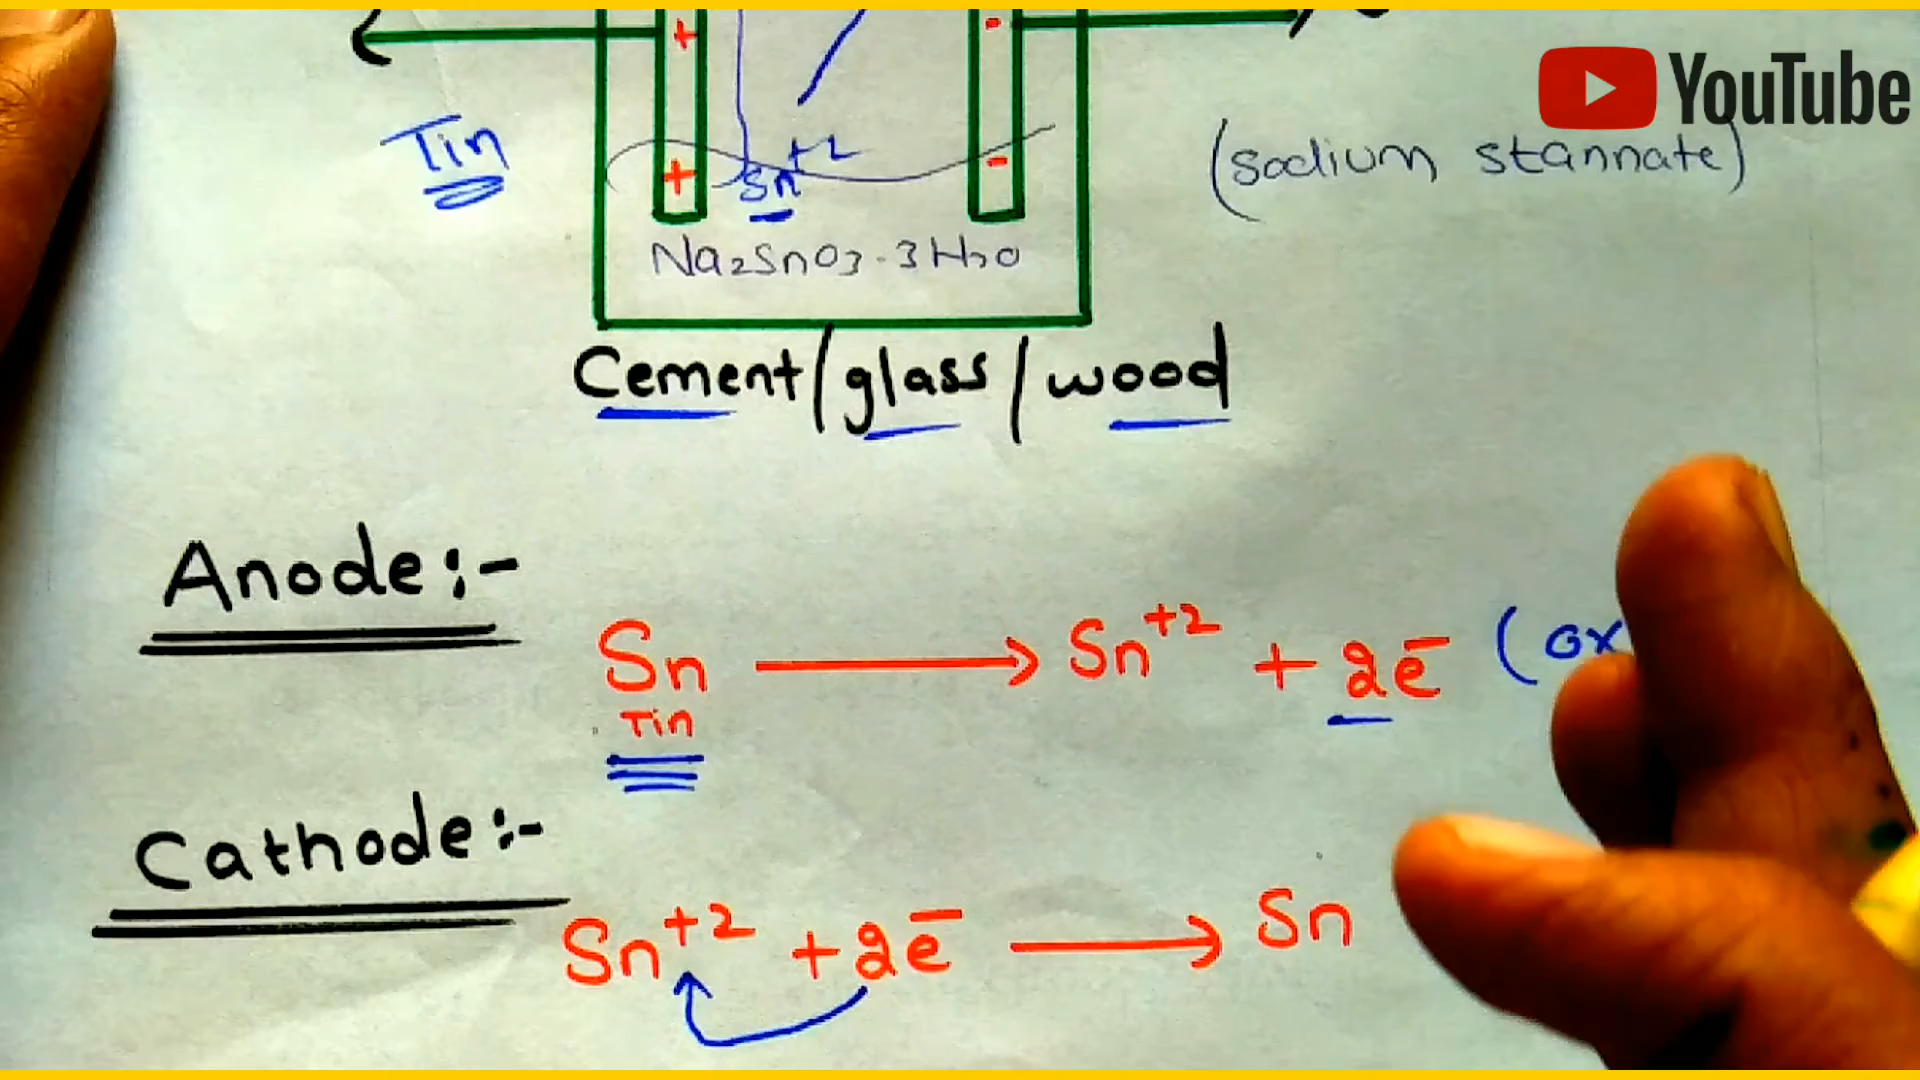 YouTube
+ -
Tin
+ Sn+2 -
(sodium stannate)
Na2SnO3.3H2O
Cement/glass/wood
Anode:-
Sn ⟶ Sn+2 + 2e- (ox
Tin
Cathode:-
Sn+2 + 2e- ⟶ Sn